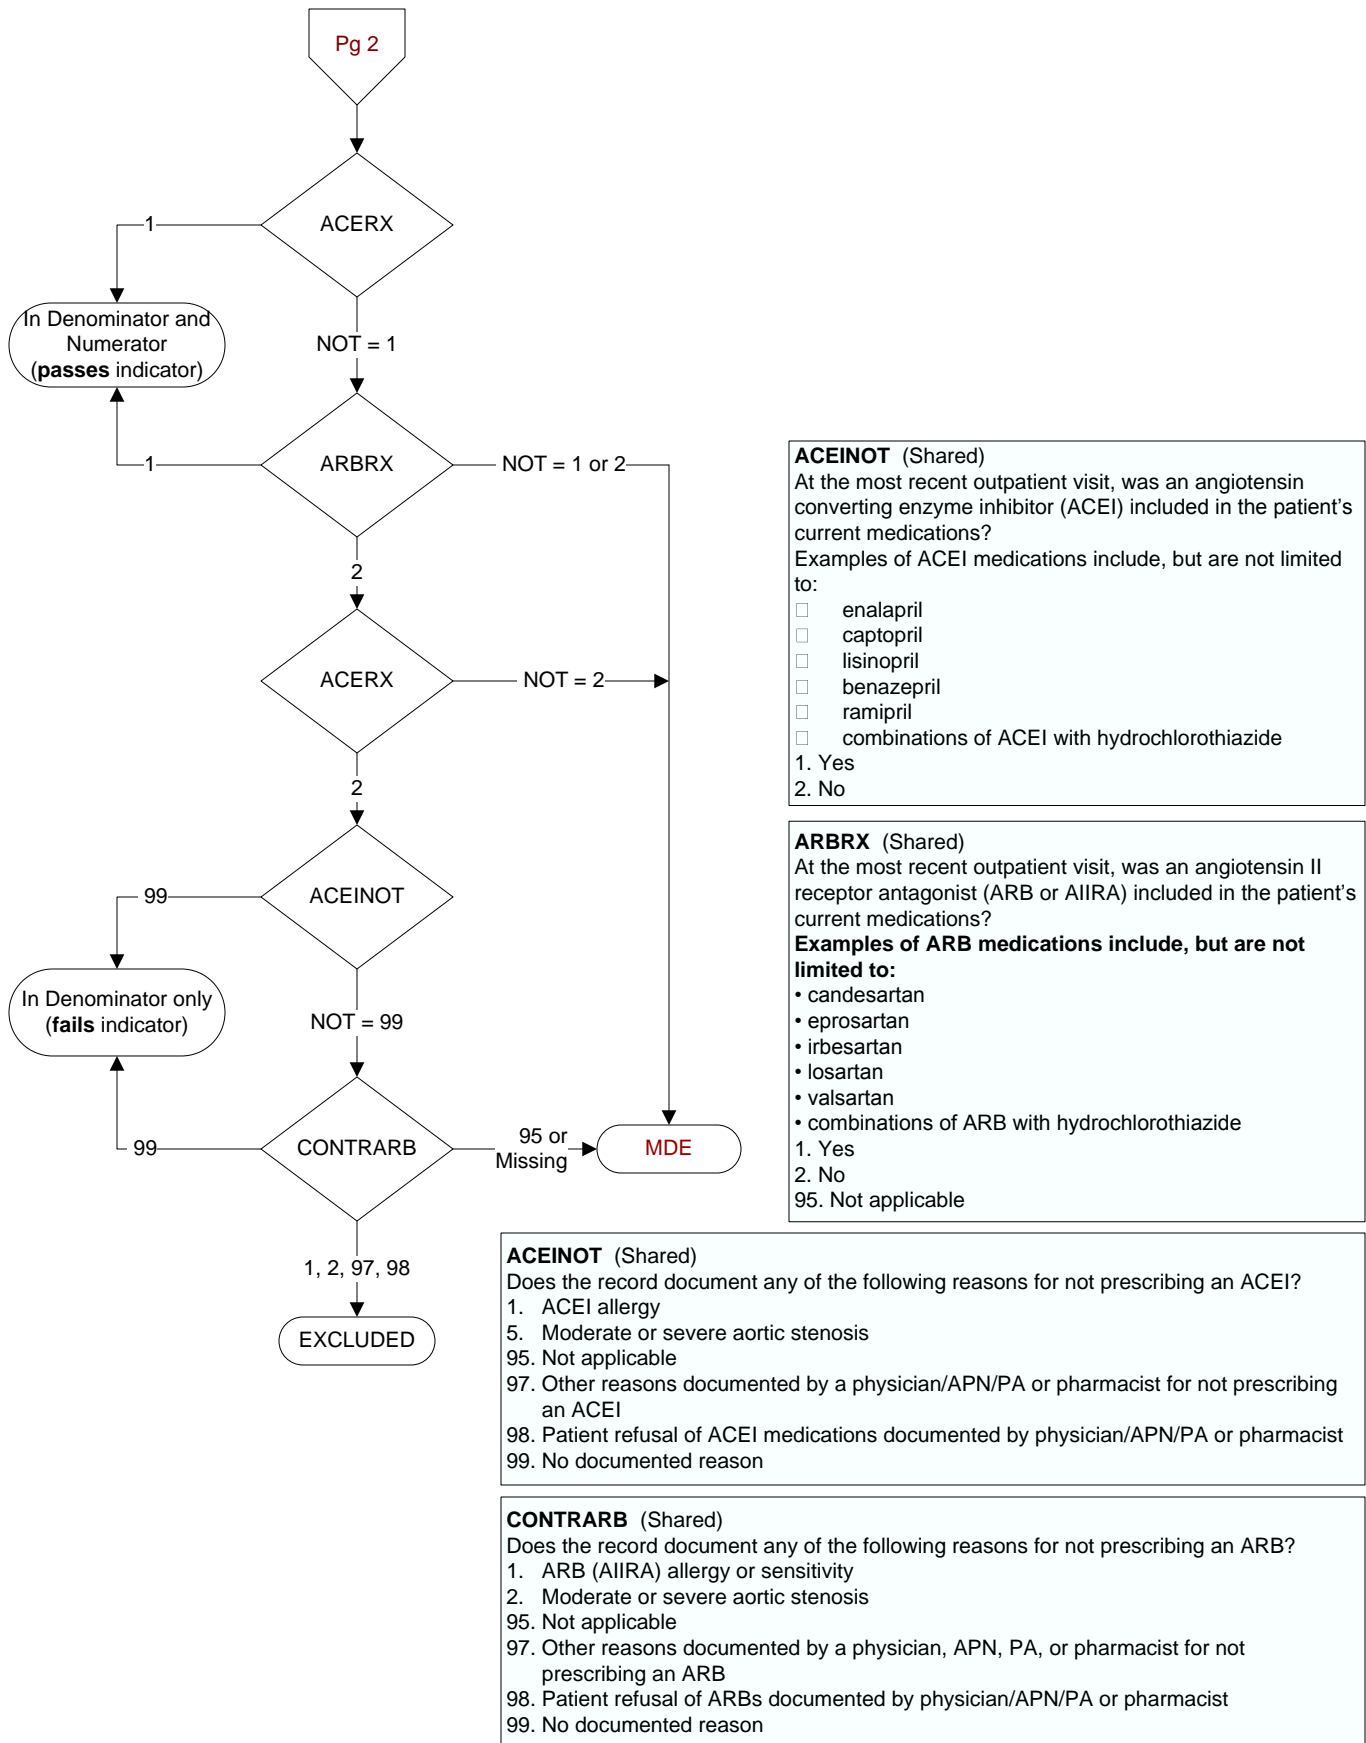 Pg 2
ACERX
1
In Denominator and
Numerator
(passes indicator)
NOT = 1
ARBRX
1
NOT = 1 or 2
2
ACERX
NOT = 2
2
ACEINOT
99
In Denominator only
(fails indicator)
NOT = 99
CONTRARB
99
95 or
Missing
MDE
1, 2, 97, 98
EXCLUDED
ACEINOT (Shared)
At the most recent outpatient visit, was an angiotensin
converting enzyme inhibitor (ACEI) included in the patient's
current medications?
Examples of ACEI medications include, but are not limited
to:
enalapril
captopril
lisinopril
benazepril
ramipril
combinations of ACEI with hydrochlorothiazide
1. Yes
2. No
ARBRX (Shared)
At the most recent outpatient visit, was an angiotensin II
receptor antagonist (ARB or AIIRA) included in the patient's
current medications?
Examples of ARB medications include, but are not
limited to:
• candesartan
• eprosartan
• irbesartan
• losartan
• valsartan
• combinations of ARB with hydrochlorothiazide
1. Yes
2. No
95. Not applicable
ACEINOT (Shared)
Does the record document any of the following reasons for not prescribing an ACEI?
1. ACEI allergy
5. Moderate or severe aortic stenosis
95. Not applicable
97. Other reasons documented by a physician/APN/PA or pharmacist for not prescribing
an ACEI
98. Patient refusal of ACEI medications documented by physician/APN/PA or pharmacist
99. No documented reason
CONTRARB (Shared)
Does the record document any of the following reasons for not prescribing an ARB?
1. ARB (AIIRA) allergy or sensitivity
2. Moderate or severe aortic stenosis
95. Not applicable
97. Other reasons documented by a physician, APN, PA, or pharmacist for not
prescribing an ARB
98. Patient refusal of ARBs documented by physician/APN/PA or pharmacist
99. No documented reason